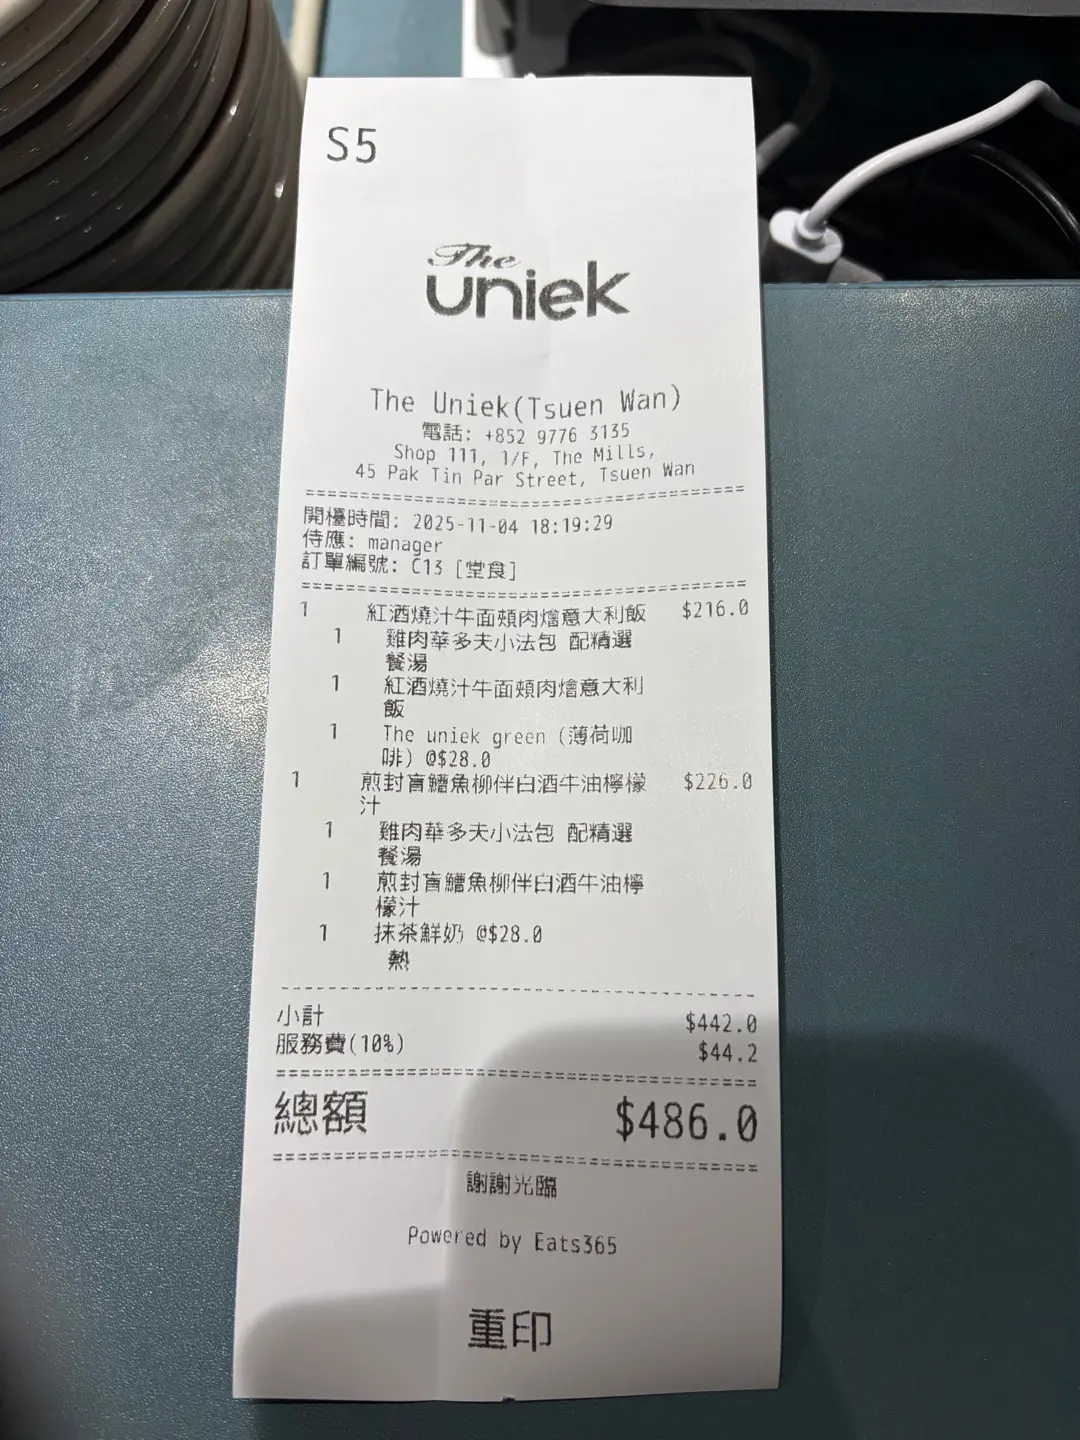 S5
The
uniek
The Uniek(Tsuen Wan)
電話: +852 9776 3135
Shop 111, 1/F, The Mills,
45 Pak Tin Par Street, Tsuen Wan
開檯時間: 2025-11-04 18:19:29
侍應: manager
訂單編號: C13 [堂食]
1 紅酒燒汁牛面頰肉燴意大利飯 $216.0
1 雞肉華多夫小法包 配精選
餐湯
1 紅酒燒汁牛面頰肉燴意大利
飯
1 The uniek green (薄荷咖
啡) @$28.0
1 煎封盲鰽魚柳伴白酒牛油檸檬 $226.0
汁
1 雞肉華多夫小法包 配精選
餐湯
1 煎封盲鰽魚柳伴白酒牛油檸
檬汁
1 抹茶鮮奶 @$28.0
熱
小計 $442.0
服務費(10%) $44.2
總額 $486.0
謝謝光臨
Powered by Eats365
重印